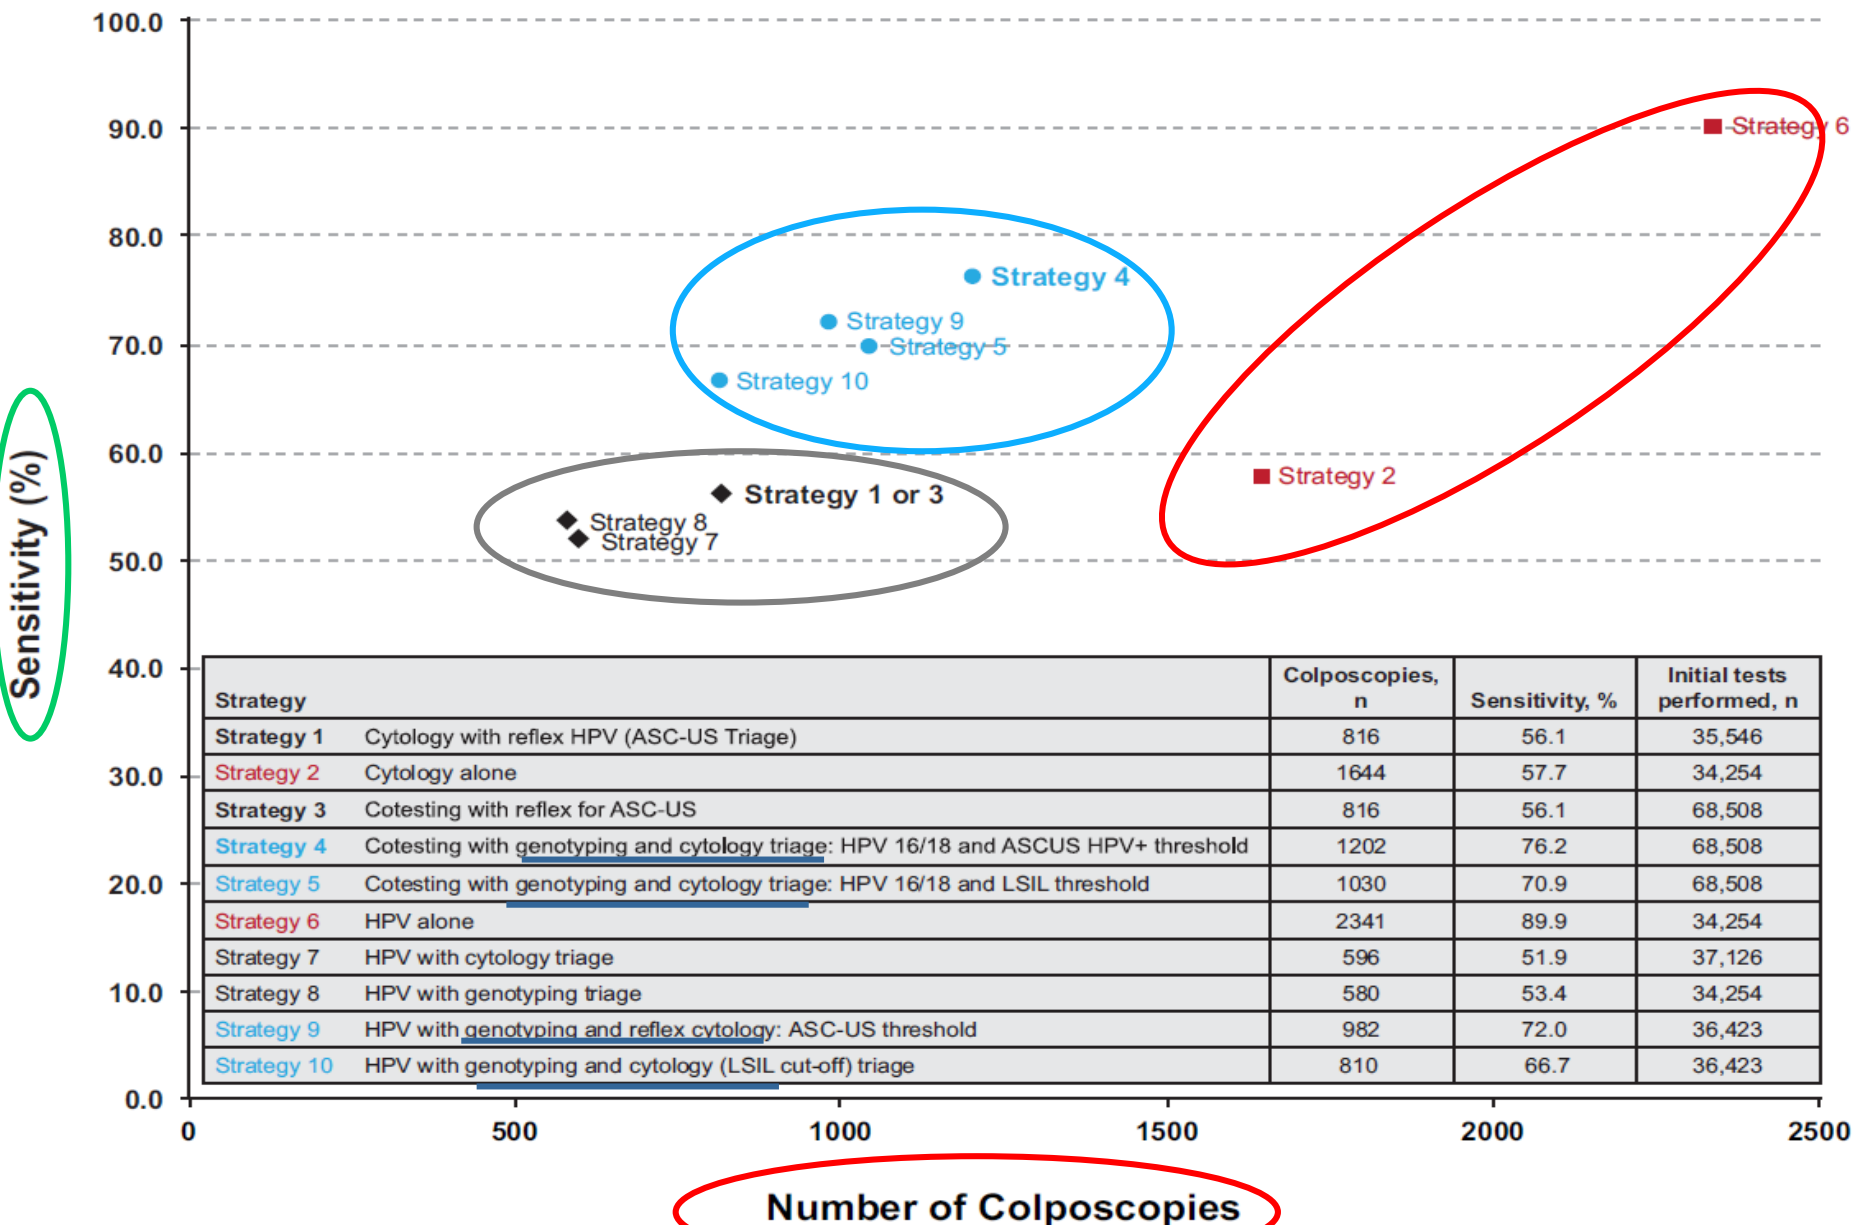 100.0
90.0
80.0
70.0
60.0
50.0
40.0
30.0
20.0
10.0
0.0
Sensitivity (%)
Strategy 6
Strategy 4
Strategy 9
Strategy 5
Strategy 10
Strategy 2
Strategy 1 or 3
Strategy 8
Strategy 7
Strategy Colposcopies, n Sensitivity, % Initial tests performed, n
Strategy 1 Cytology with reflex HPV (ASC-US Triage) 816 56.1 35,546
Strategy 2 Cytology alone 1644 57.7 34,254
Strategy 3 Cotesting with reflex for ASC-US 816 56.1 68,508
Strategy 4 Cotesting with genotyping and cytology triage: HPV 16/18 and ASCUS HPV+ threshold 1202 76.2 68,508
Strategy 5 Cotesting with genotyping and cytology triage: HPV 16/18 and LSIL threshold 1030 70.9 68,508
Strategy 6 HPV alone 2341 89.9 34,254
Strategy 7 HPV with cytology triage 596 51.9 37,126
Strategy 8 HPV with genotyping triage 580 53.4 34,254
Strategy 9 HPV with genotyping and reflex cytology: ASC-US threshold 982 72.0 36,423
Strategy 10 HPV with genotyping and cytology (LSIL cut-off) triage 810 66.7 36,423
0 500 1000 1500 2000 2500
Number of Colposcopies